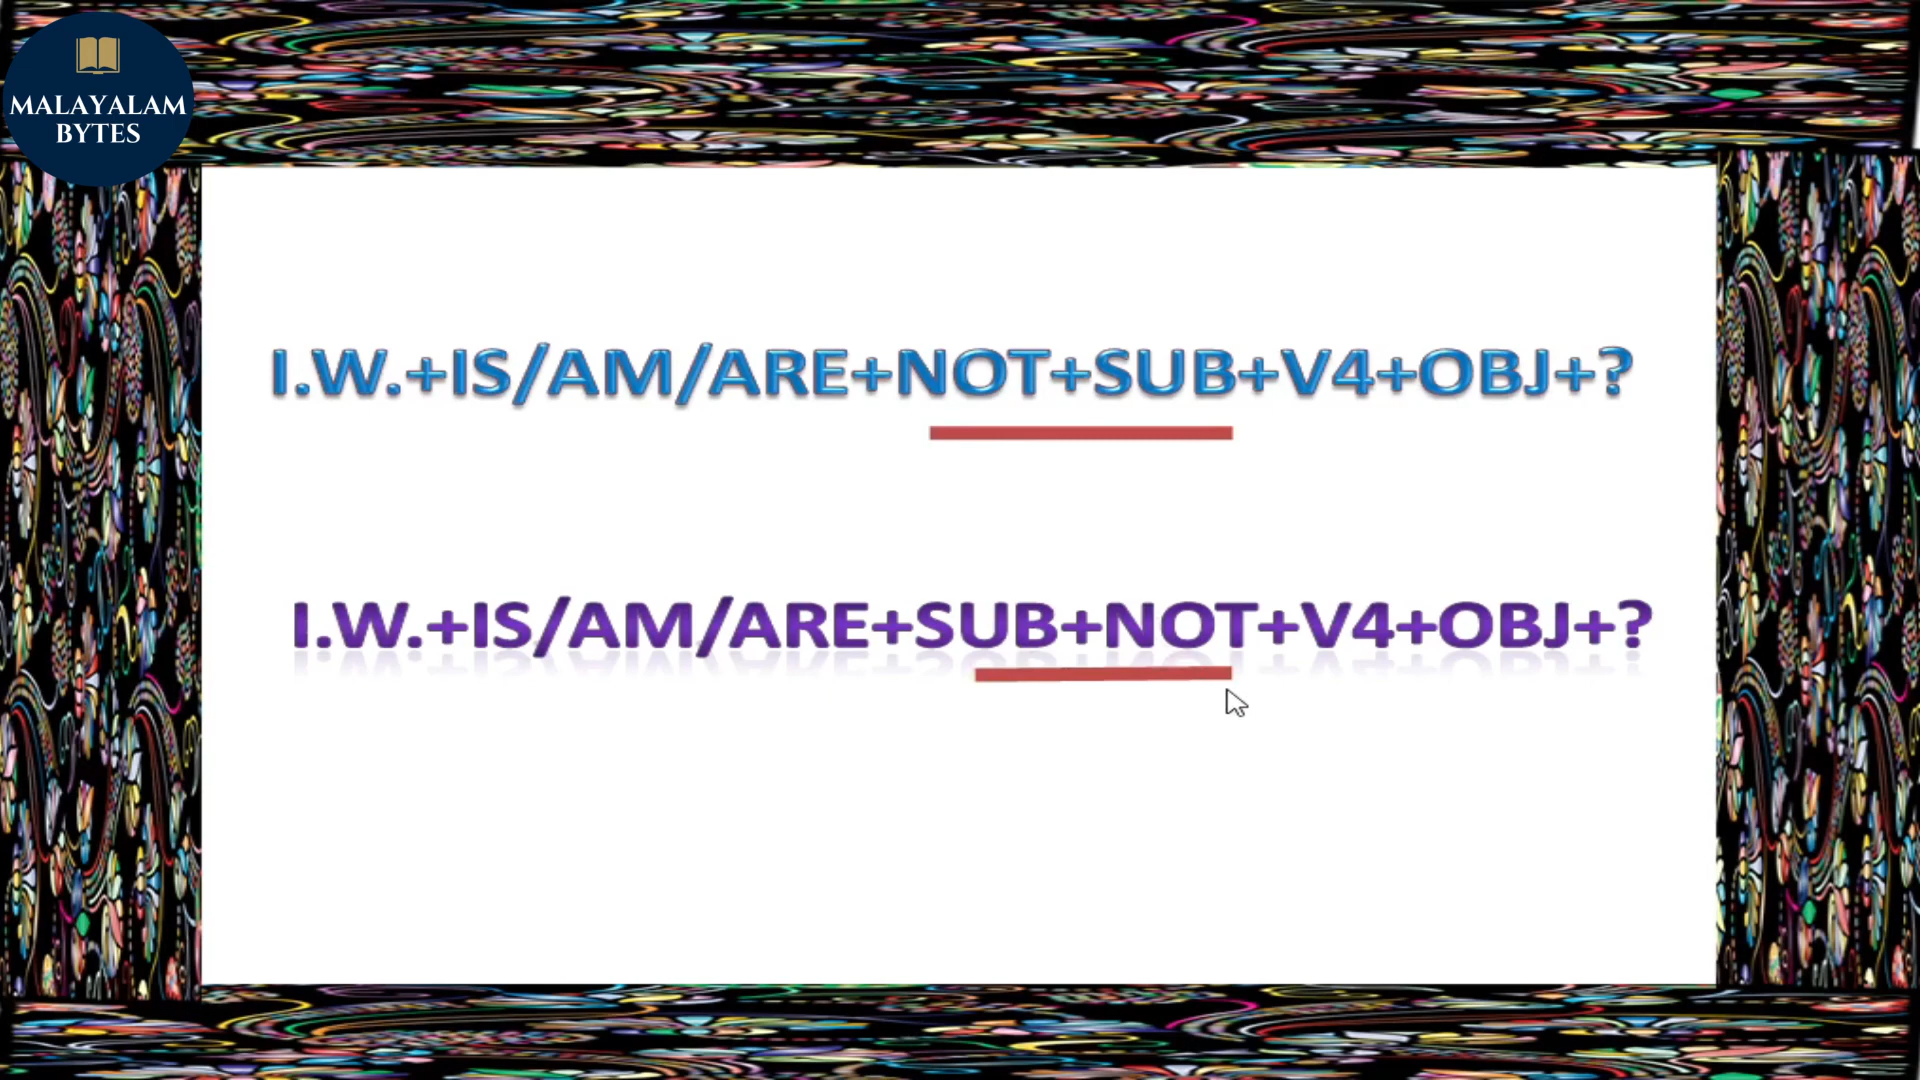 MALAYALAM
BYTES
I.W.+IS/AM/ARE+NOT+SUB+V4+OBJ+?
I.W.+IS/AM/ARE+SUB+NOT+V4+OBJ+?